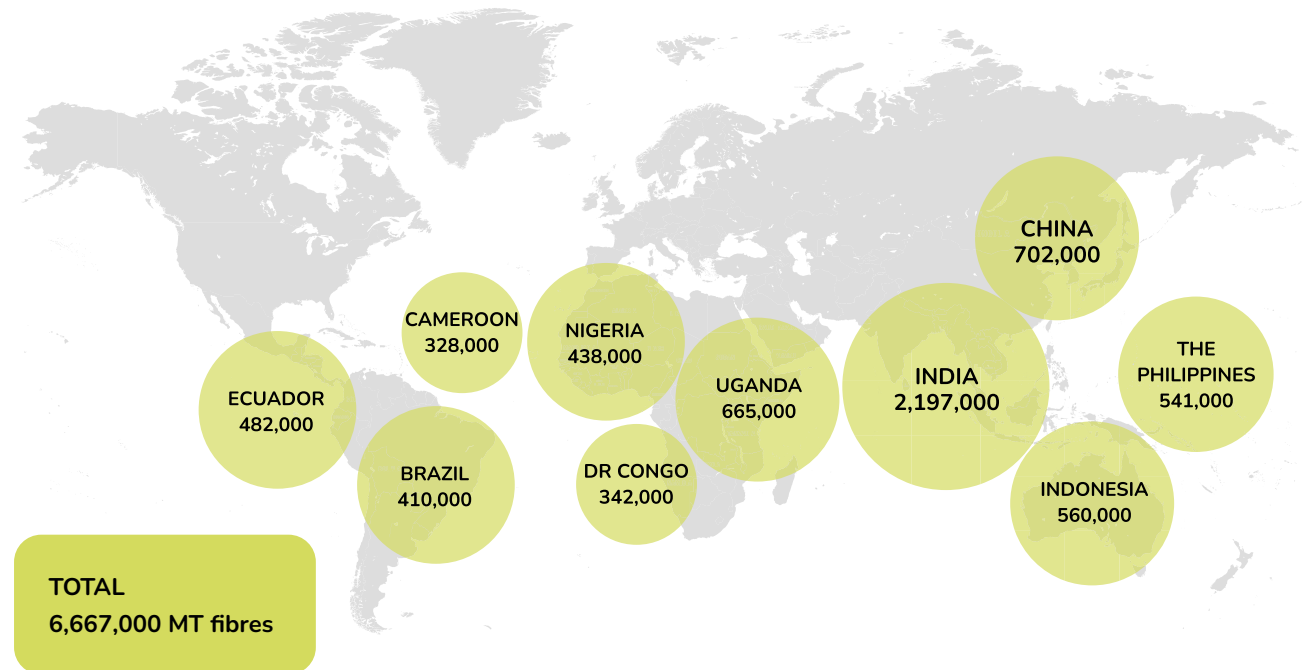 CHINA
702,000
CAMEROON
328,000
NIGERIA
438,000
THE
PHILIPPINES
541,000
UGANDA
665,000
INDIA
2,197,000
ECUADOR
482,000
BRAZIL
410,000
DR CONGO
342,000
INDONESIA
560,000
TOTAL
6,667,000 MT fibres